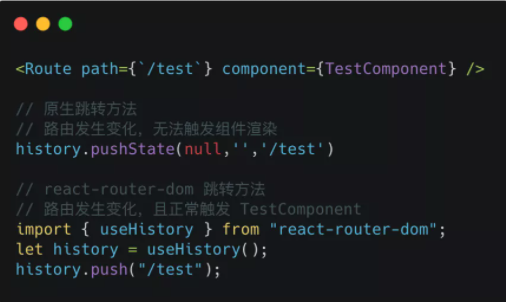 <Route path={`/test`} component={TestComponent} />
// 原生跳转方法
// 路由发生变化，无法触发组件渲染
history.pushState(null,'','/test')
// react-router-dom 跳转方法
// 路由发生变化，且正常触发 TestComponent
import { useHistory } from "react-router-dom";
let history = useHistory();
history.push("/test");